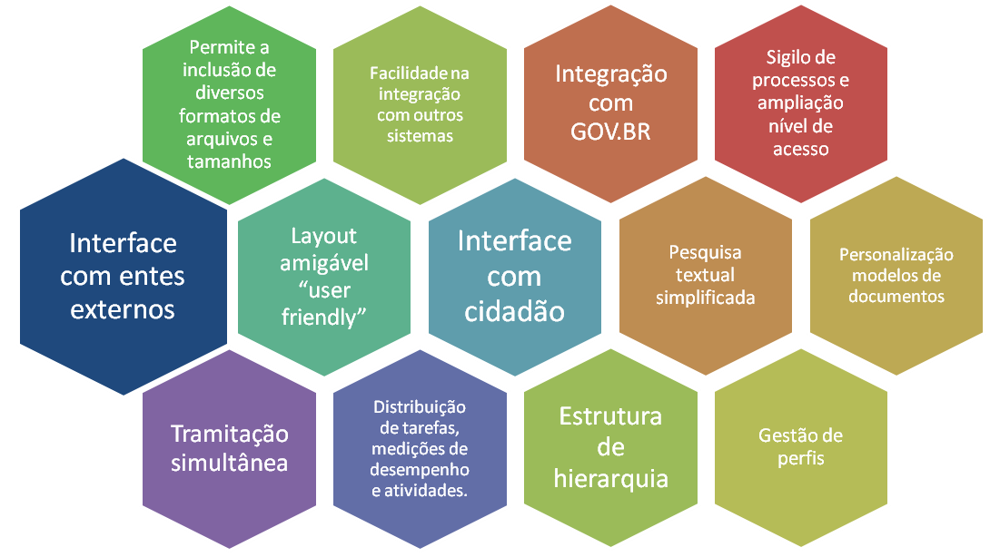 Permite a
inclusão de
diversos
formatos de
arquivos e
tamanhos
Facilidade na
integração
com outros
sistemas
Integração
com
GOV.BR
Sigilo de
processos e
ampliação
nível de
acesso
Interface
com entes
externos
Layout
amigável
“user
friendly”
Interface
com
cidadão
Pesquisa
textual
simplificada
Personalização
modelos de
documentos
Tramitação
simultânea
Distribuição
de tarefas,
medições de
desempenho
e atividades.
Estrutura
de
hierarquia
Gestão de
perfis